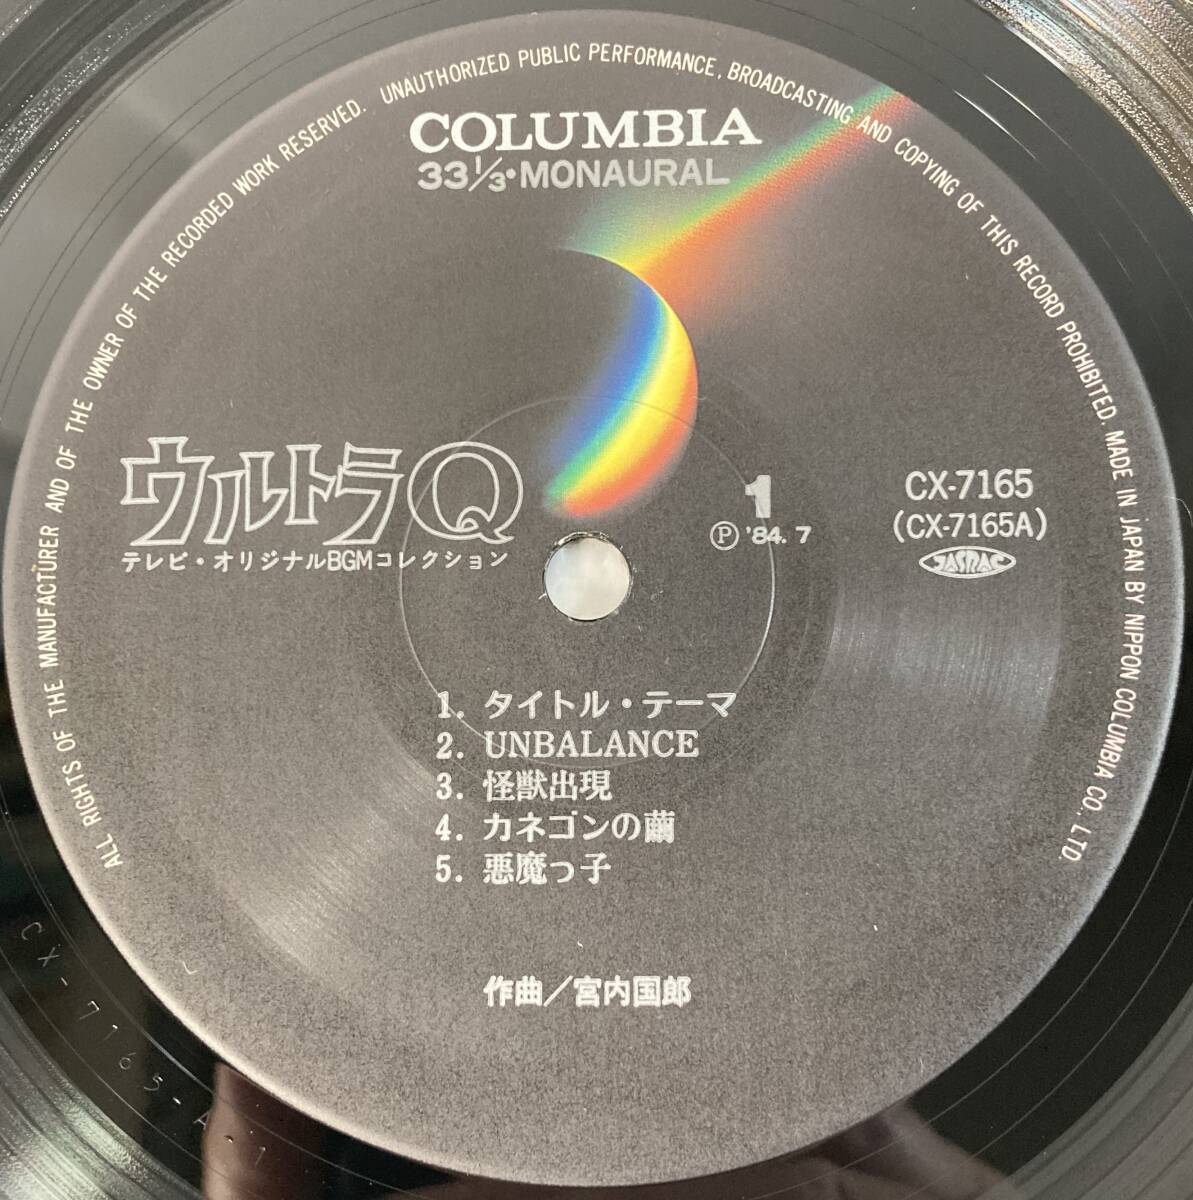 ALL RIGHTS OF THE MANUFACTURER AND OF THE OWNER OF THE RECORDED WORK RESERVED. UNAUTHORIZED PUBLIC PERFORMANCE, BROADCASTING AND COPYING OF THIS RECORD PROHIBITED. MADE IN JAPAN BY NIPPON COLUMBIA CO., LTD.
COLUMBIA
33⅓・MONAURAL
ウルトラQ
テレビ・オリジナルBGMコレクション
1
Ⓟ '84. 7
CX-7165
(CX-7165A)
JASRAC
1. タイトル・テーマ
2. UNBALANCE
3. 怪獣出現
4. カネゴンの繭
5. 悪魔っ子
作曲／宮内国郎
CX-7165-A-1